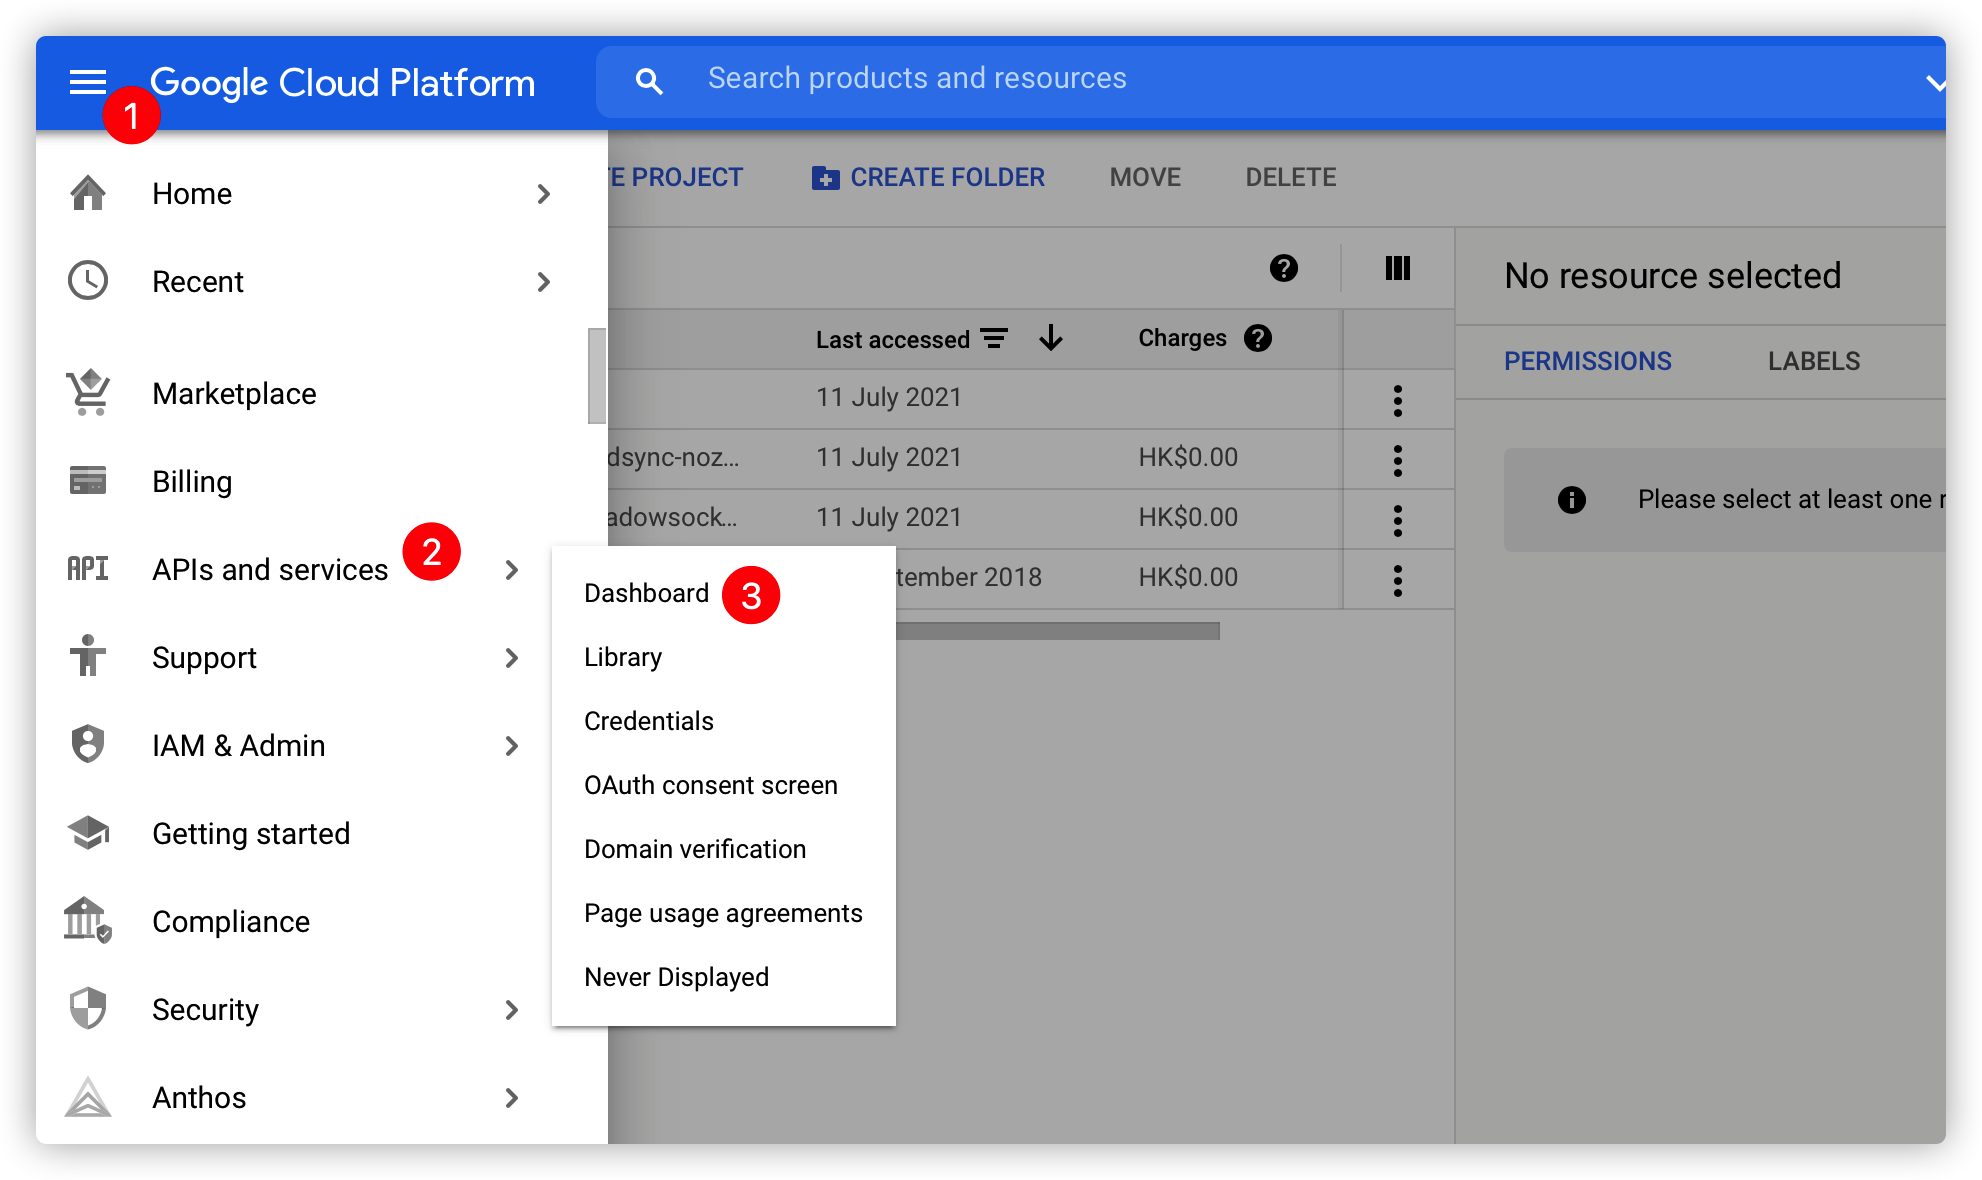 Google Cloud Platform
Search products and resources
1
Home
Recent
Marketplace
Billing
API
APIs and services
2
Support
IAM & Admin
Getting started
Compliance
Security
Anthos
Dashboard
3
Library
Credentials
OAuth consent screen
Domain verification
Page usage agreements
Never Displayed
PROJECT
CREATE FOLDER
MOVE
DELETE
Last accessed
Charges
11 July 2021
11 July 2021 HK$0.00
11 July 2021 HK$0.00
2018 HK$0.00
No resource selected
PERMISSIONS
LABELS
Please select at least one